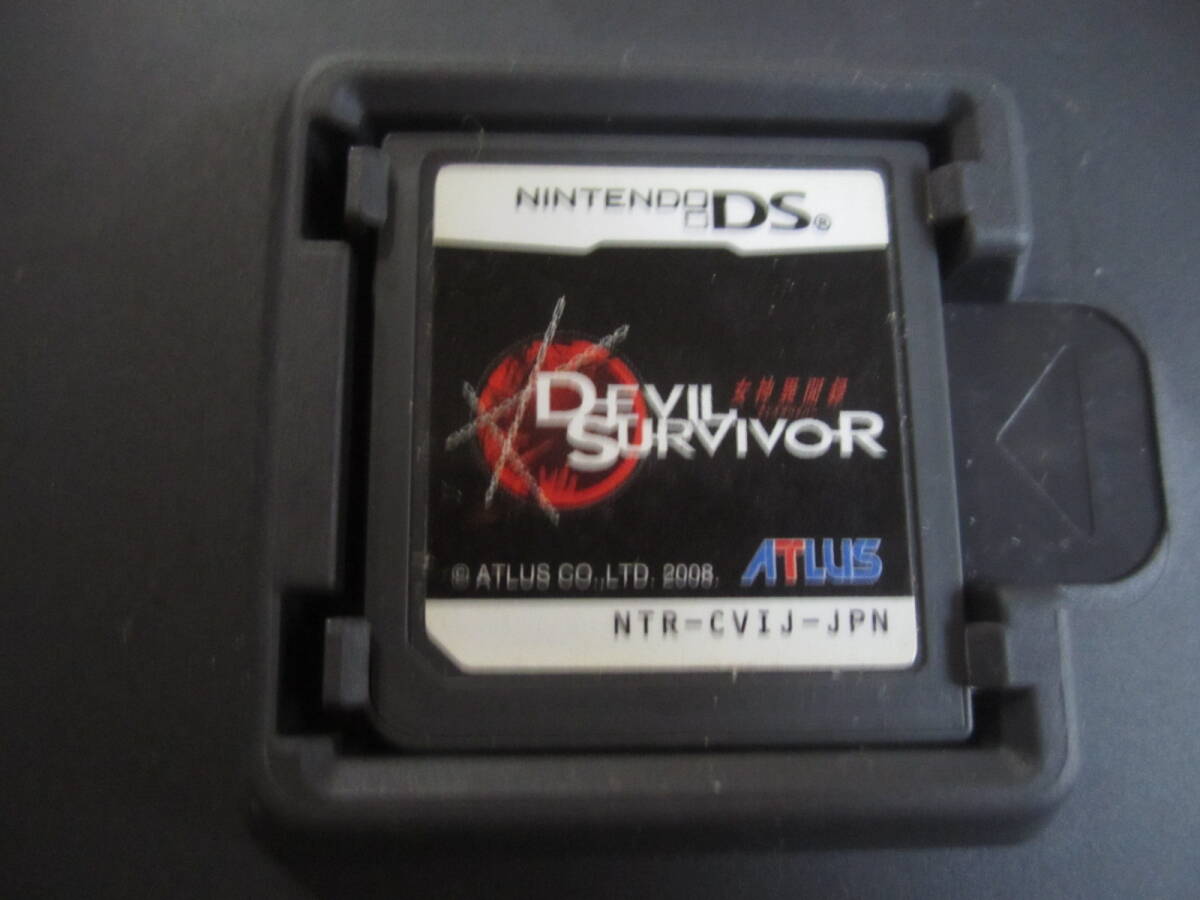 NINTENDO DS®
女神異聞録
DEVIL
SURVIVOR
© ATLUS CO.,LTD. 2008.
ATLUS
NTR-CVIJ-JPN